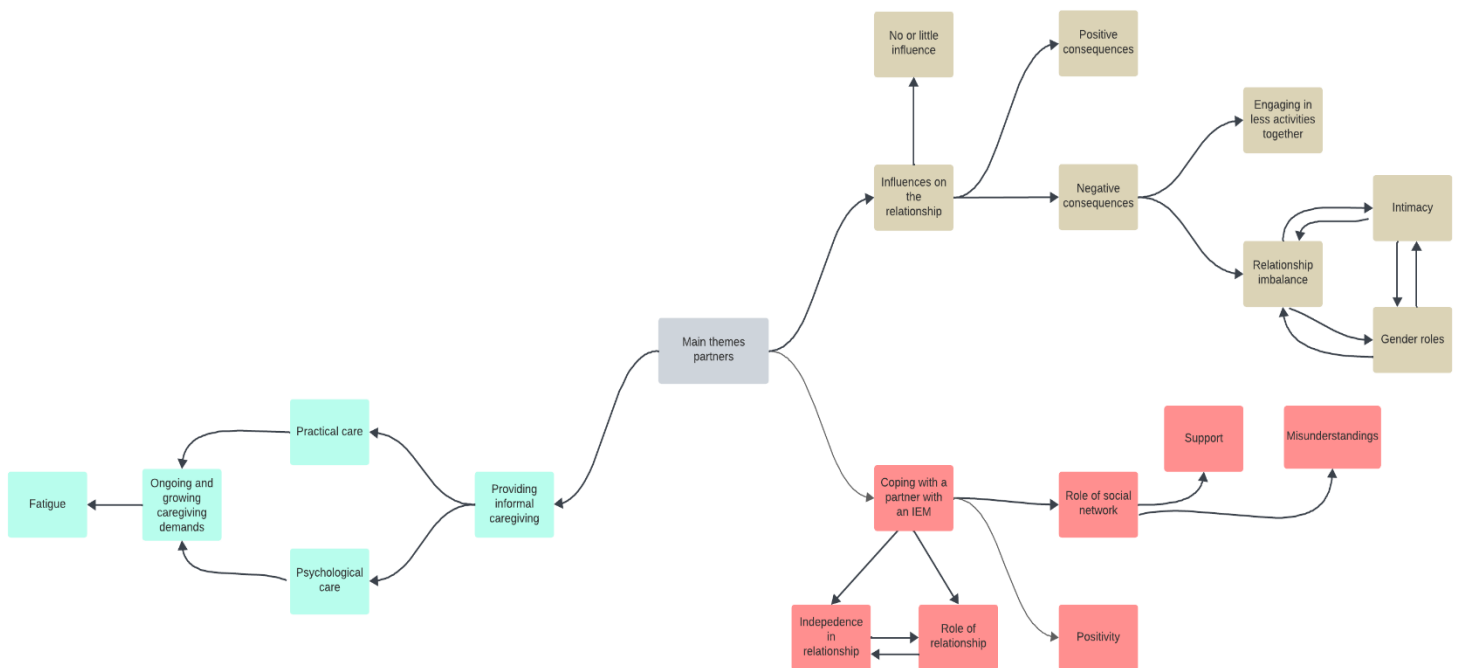 No or little
influence
Positive
consequences
Engaging in
less activities
together
Influences on
the
relationship
Negative
consequences
Intimacy
Relationship
imbalance
Gender roles
Main themes
partners
Practical care
Fatigue
Ongoing and
growing
caregiving
demands
Providing
informal
caregiving
Psychological
care
Support
Misunderstandings
Coping with a
partner with
an IEM
Role of social
network
Indepedence
in
relationship
Role of
relationship
Positivity